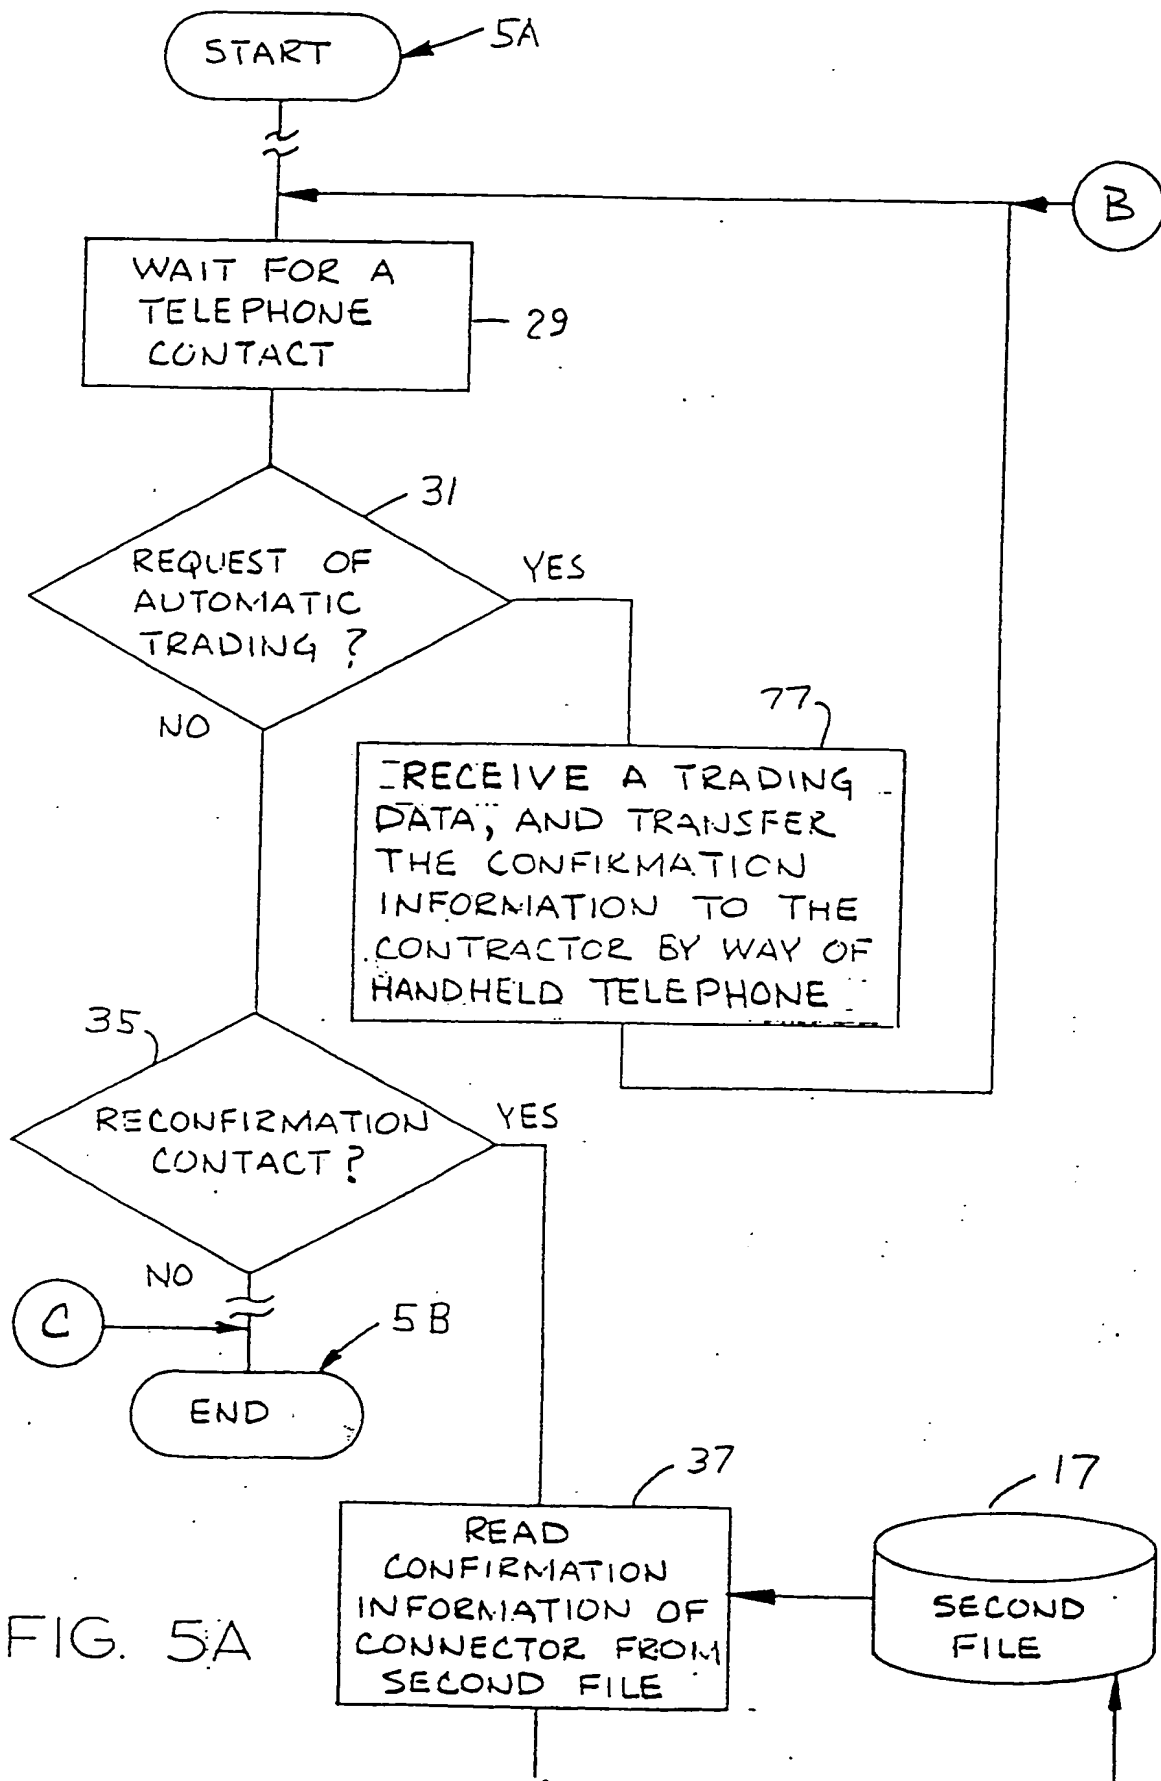 START
5A
B
WAIT FOR A
TELEPHONE
CONTACT
29
31
REQUEST OF
AUTOMATIC
TRADING ?
YES
NO
77
RECEIVE A TRADING
DATA, AND TRANSFER
THE CONFIRMATION
INFORMATION TO THE
CONTRACTOR BY WAY OF
HANDHELD TELEPHONE
35
RECONFIRMATION
CONTACT ?
YES
NO
C
5B
END
37
READ
CONFIRMATION
INFORMATION OF
CONNECTOR FROM
SECOND FILE
17
SECOND
FILE
FIG. 5A